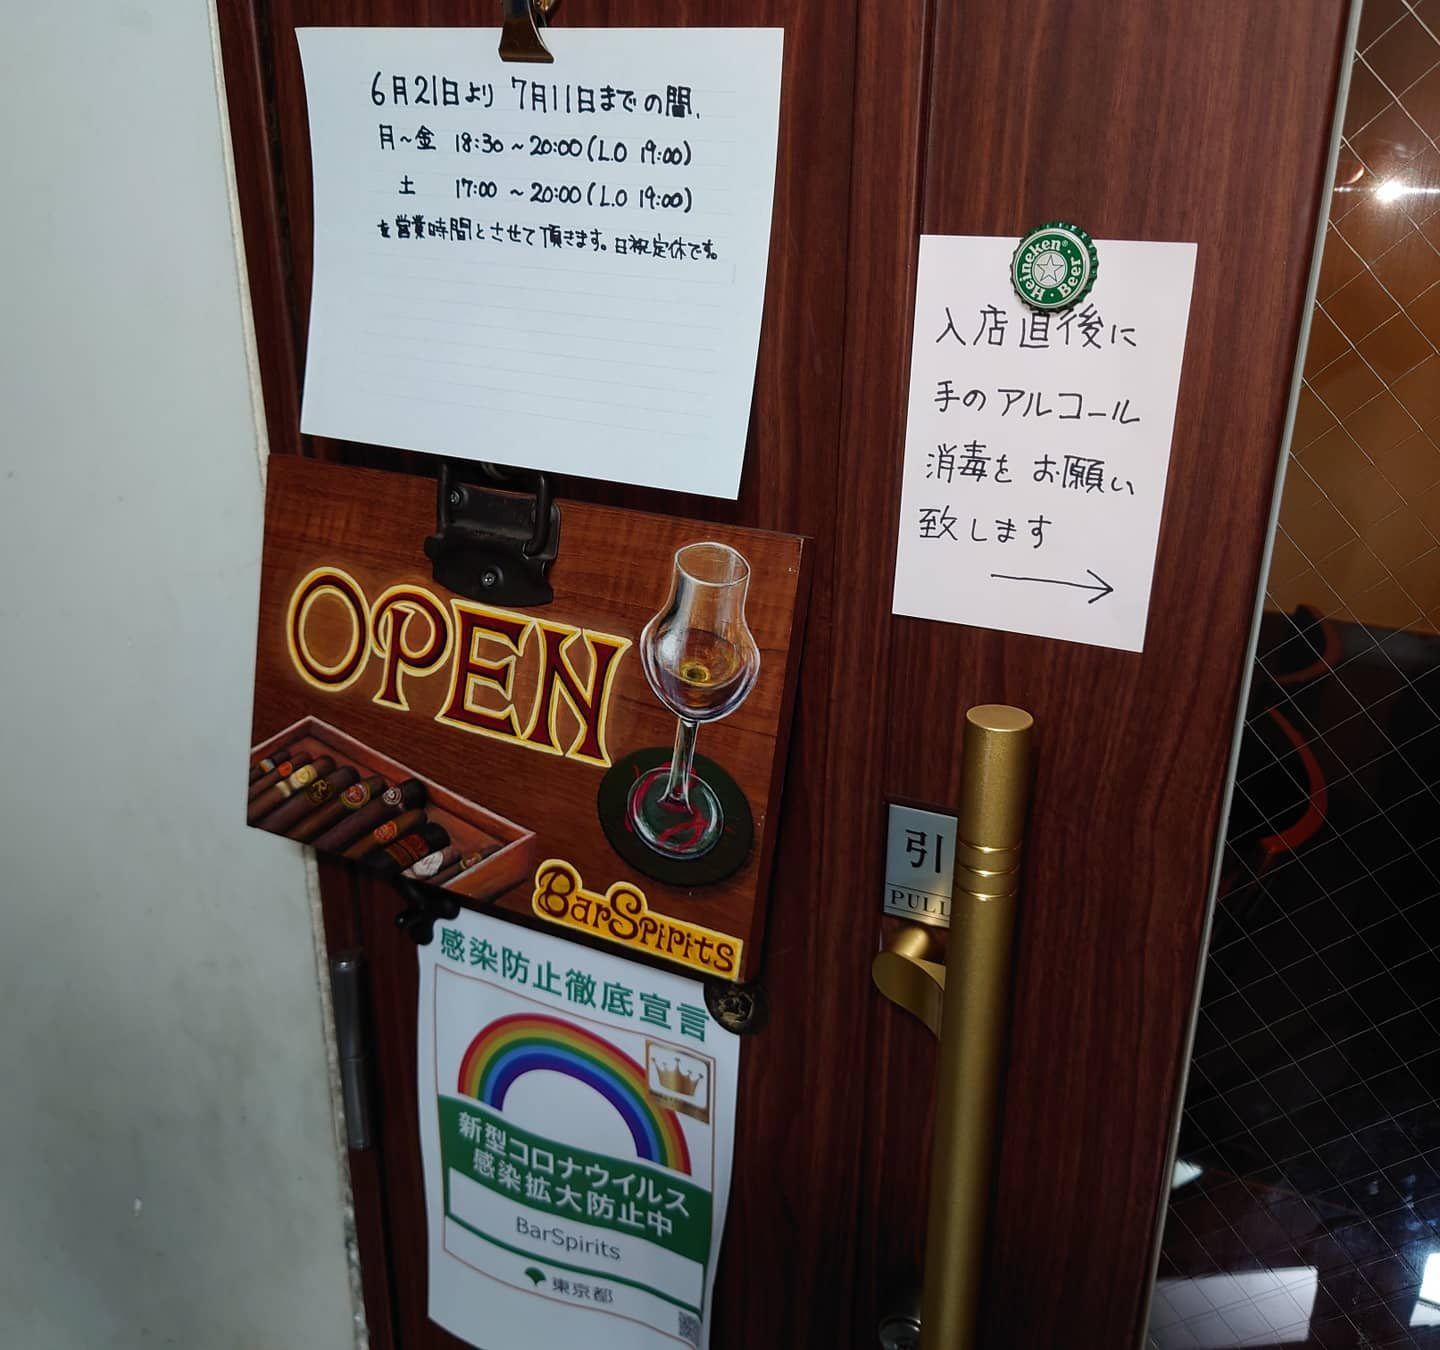 6月21日より 7月11日までの間、
月～金 18:30～20:00(L.O 19:00)
土 17:00～20:00(L.O 19:00)
を営業時間とさせて頂きます。日祝定休です。
Heineken®
Beer
入店直後に
手のアルコール
消毒を お願い
致します
OPEN
BarSpirits
引
PULL
感染防止徹底宣言
新型コロナウイルス
感染拡大防止中
BarSpirits
東京都